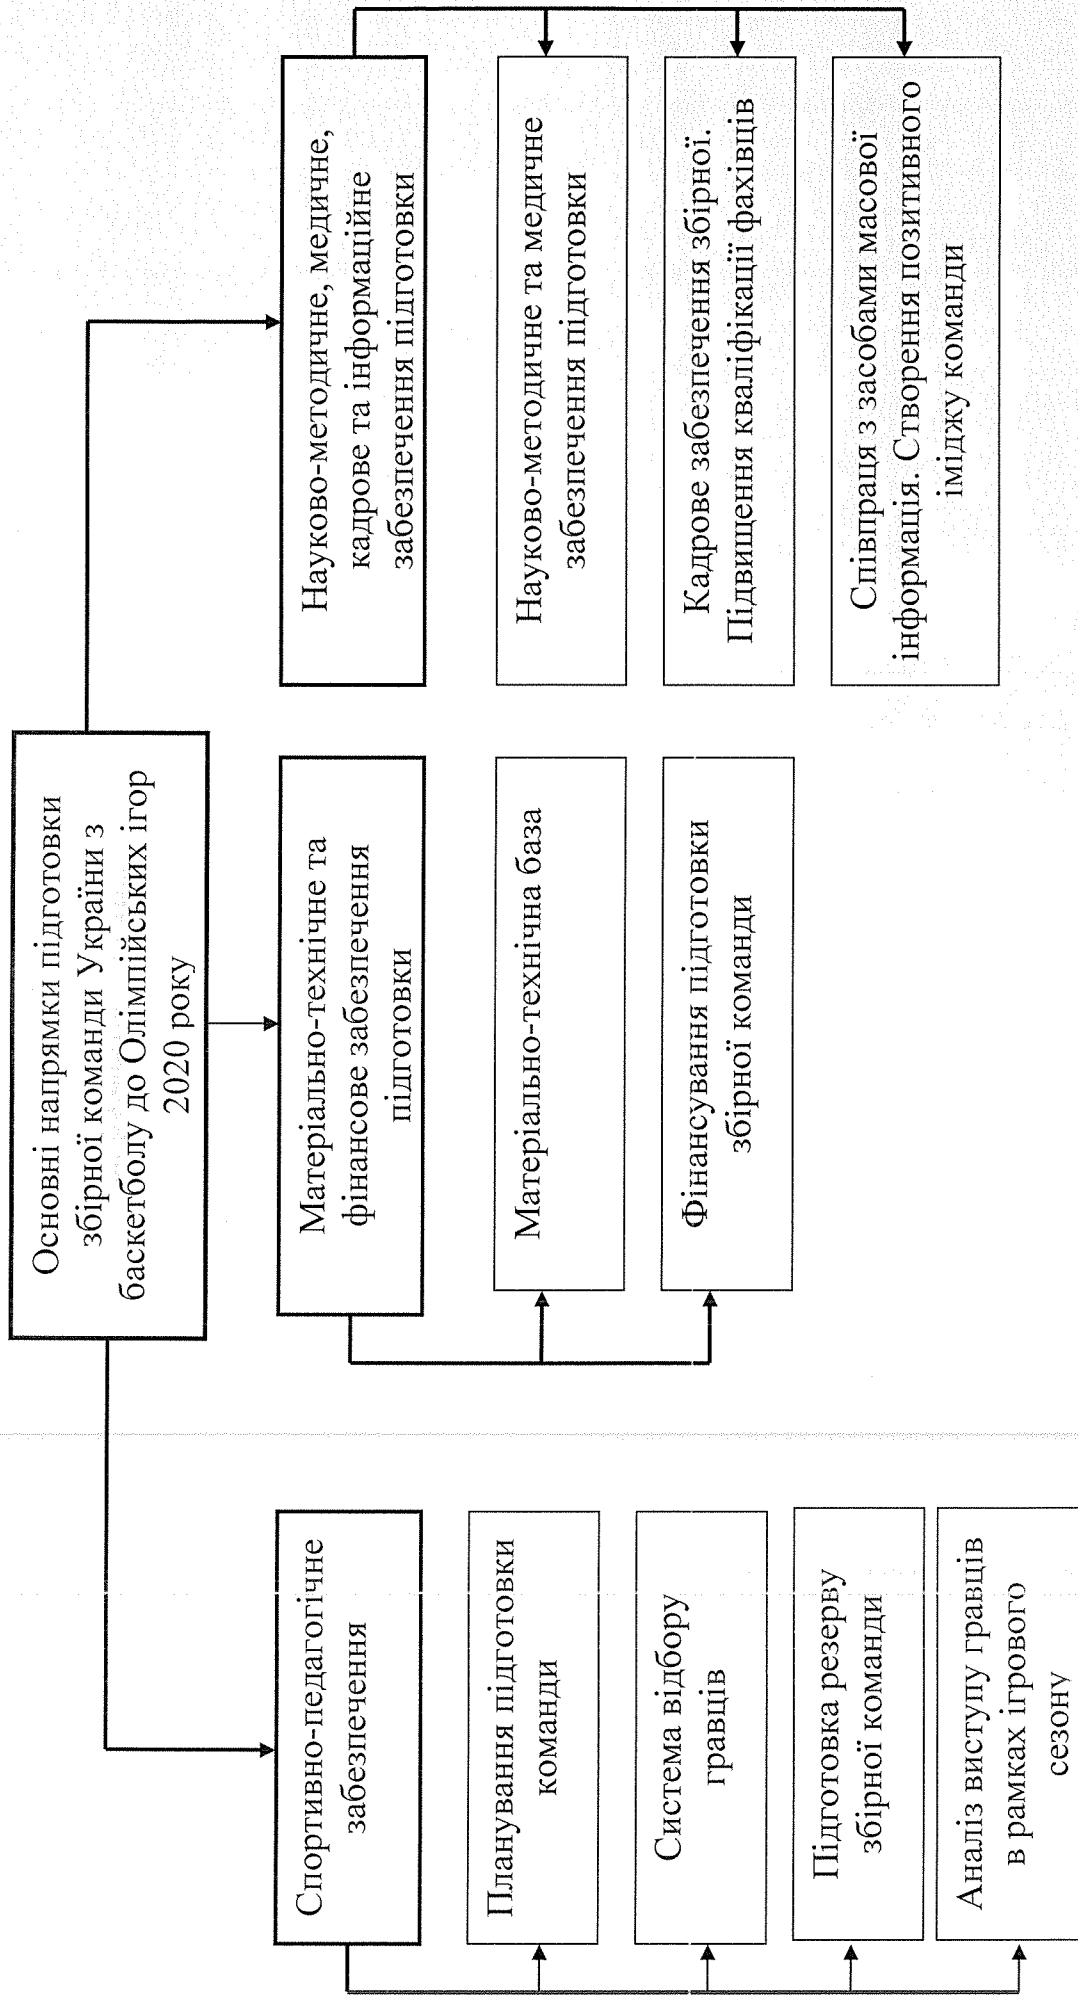 Основні напрямки підготовки
збірної команди України з
баскетболу до Олімпійських ігор
2020 року
Спортивно-педагогічне
забезпечення
Планування підготовки
команди
Система відбору
гравців
Підготовка резерву
збірної команди
Аналіз виступу гравців
в рамках ігрового
сезону
Матеріально-технічне та
фінансове забезпечення
підготовки
Матеріально-технічна база
Фінансування підготовки
збірної команди
Науково-методичне, медичне,
кадрове та інформаційне
забезпечення підготовки
Науково-методичне та медичне
забезпечення підготовки
Кадрове забезпечення збірної.
Підвищення кваліфікації фахівців
Співпраця з засобами масової
інформація. Створення позитивного
іміджу команди